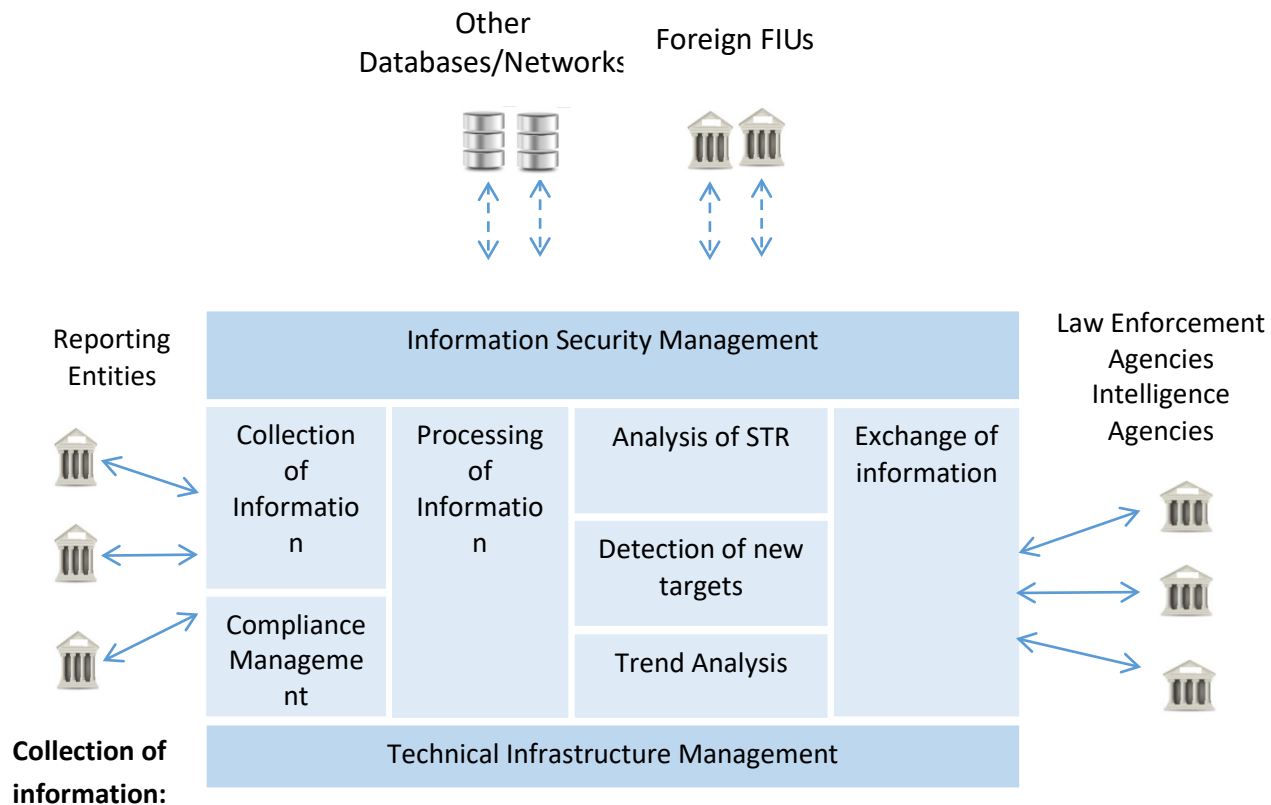 Other
Databases/Networks
Foreign FIUs
Reporting
Entities
Information Security Management
Law Enforcement
Agencies
Intelligence
Agencies
Collection
of
Informatio
n
Processing
of
Informatio
n
Analysis of STR
Exchange of
information
Detection of new
targets
Compliance
Manageme
nt
Trend Analysis
Technical Infrastructure Management
Collection of
information: